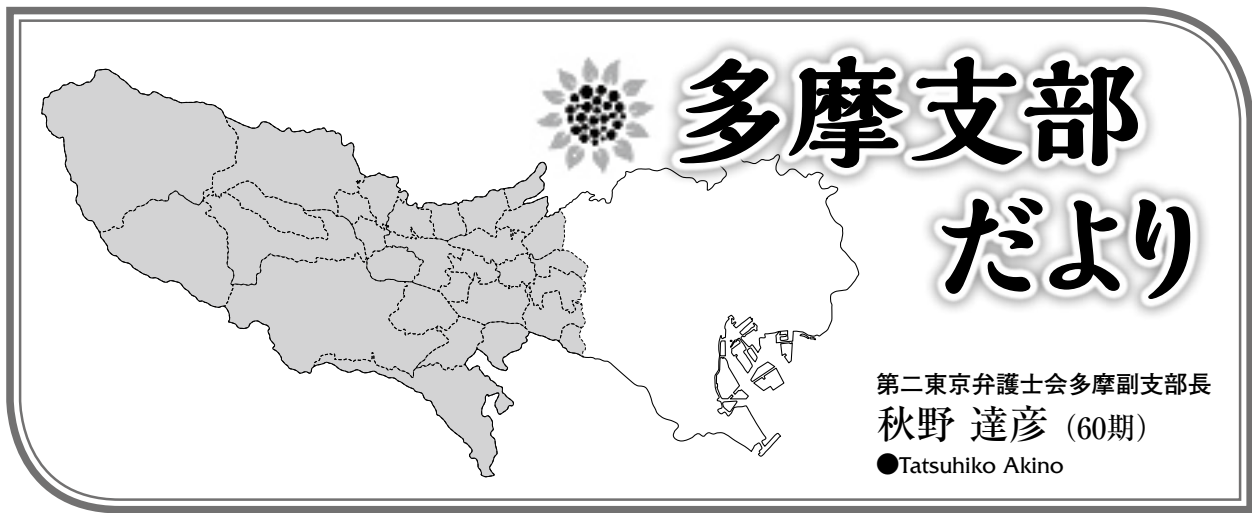 多摩支部
だより
第二東京弁護士会多摩副支部長
秋野 達彦（60期）
●Tatsuhiko Akino